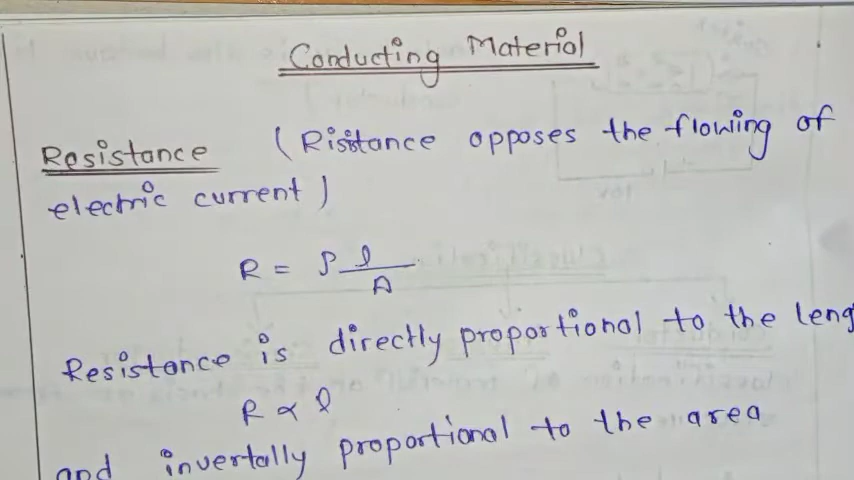 Conducting Material
Resistance (Risistance opposes the flowing of
electric current)
R = ρ l
A
Resistance is directly proportional to the leng
R ∝ l
and invertally proportional to the area